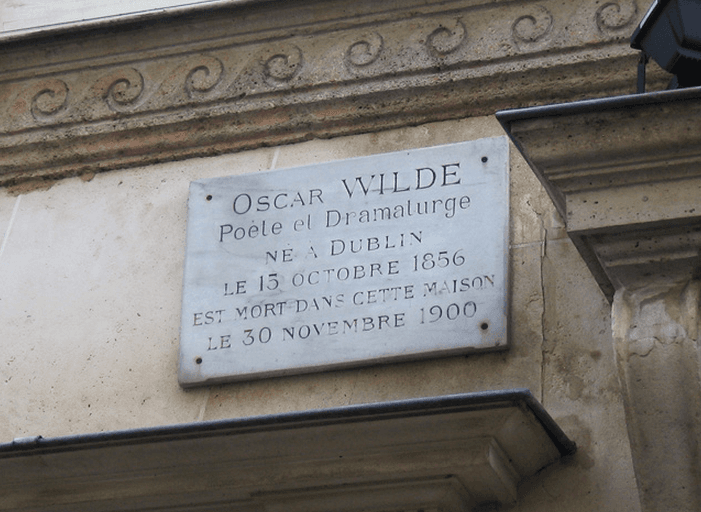 OSCAR WILDE
Poète et Dramaturge
NÉ A DUBLIN
LE 15 OCTOBRE 1856
EST MORT DANS CETTE MAISON
LE 30 NOVEMBRE 1900